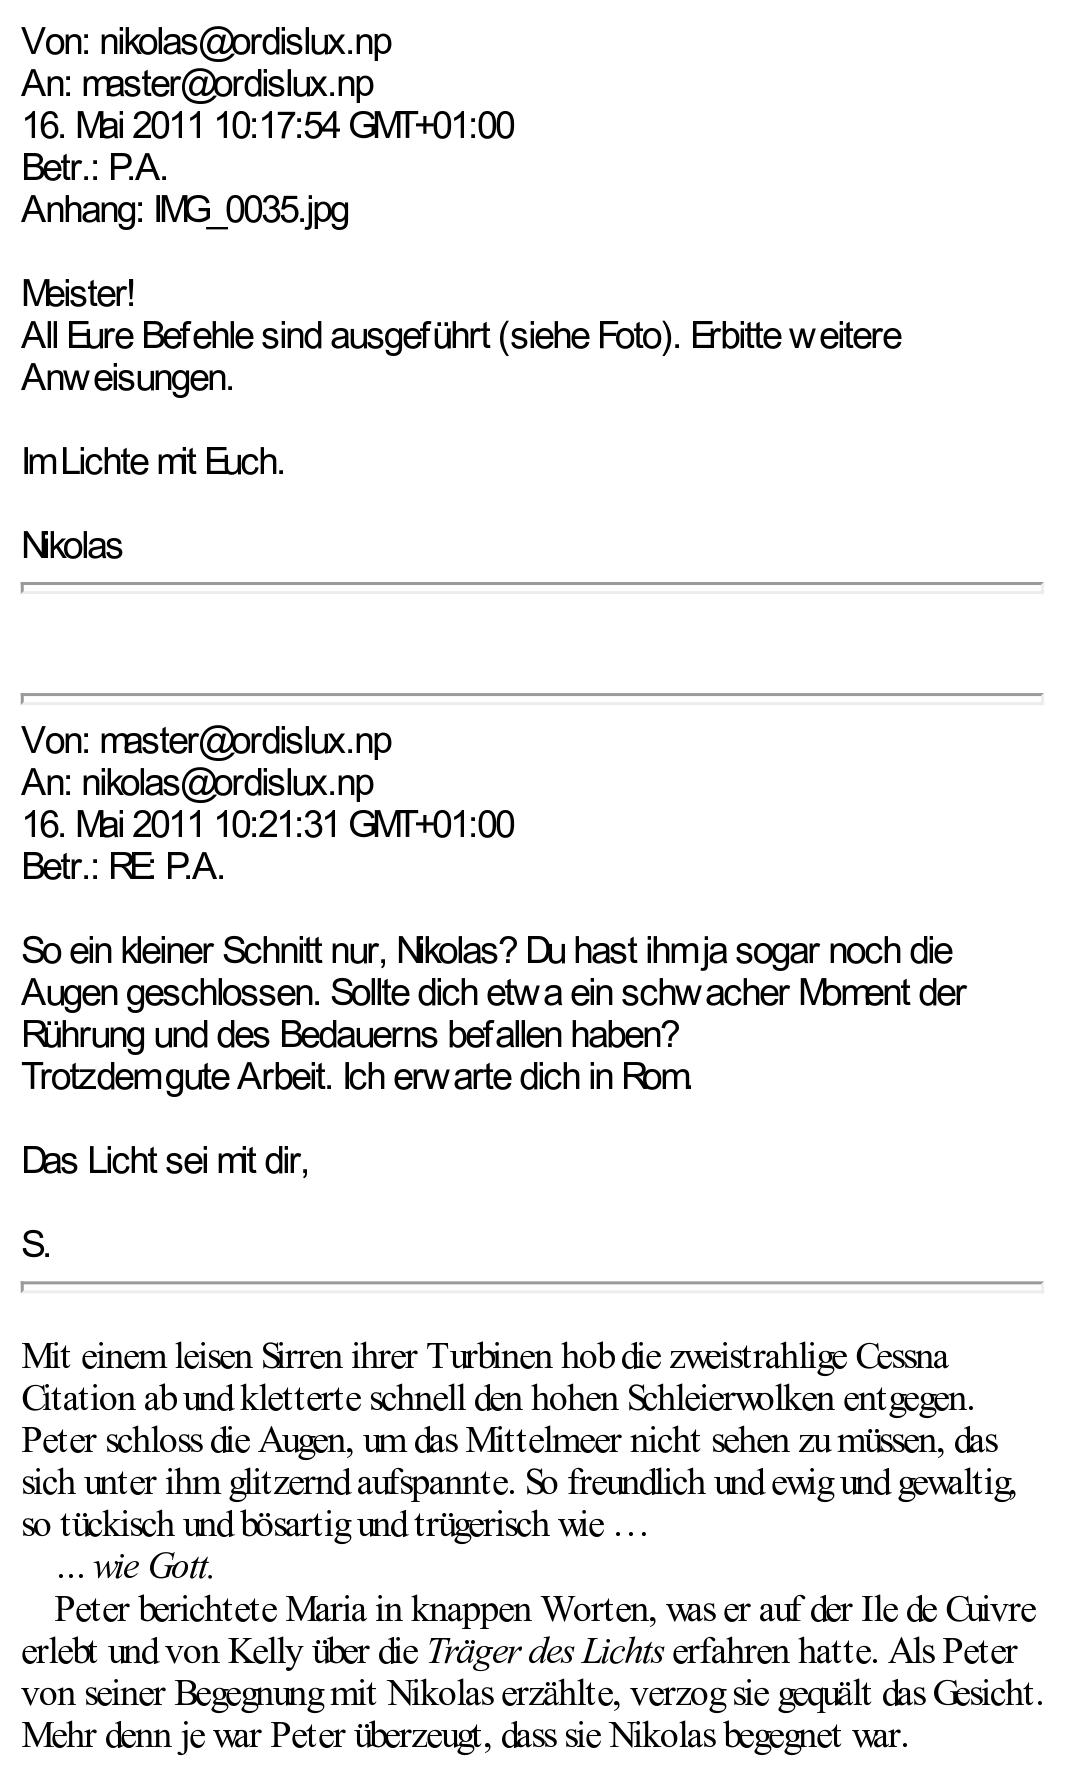 Von: nikolas@ordislux.np
An: master@ordislux.np
16. Mai 2011 10:17:54 GMT+01:00
Betr.: P.A.
Anhang: IMG_0035.jpg
Meister!
All Eure Befehle sind ausgeführt (siehe Foto). Erbitte weitere
Anweisungen.
Im Lichte mit Euch.
Nikolas
Von: master@ordislux.np
An: nikolas@ordislux.np
16. Mai 2011 10:21:31 GMT+01:00
Betr.: RE: P.A.
So ein kleiner Schnitt nur, Nikolas? Du hast ihm ja sogar noch die
Augen geschlossen. Sollte dich etwa ein schwacher Moment der
Rührung und des Bedauerns befallen haben?
Trotzdem gute Arbeit. Ich erwarte dich in Rom.
Das Licht sei mit dir,
S.
Mit einem leisen Sirren ihrer Turbinen hob die zweistrahlige Cessna
Citation ab und kletterte schnell den hohen Schleierwolken entgegen.
Peter schloss die Augen, um das Mittelmeer nicht sehen zu müssen, das
sich unter ihm glitzernd aufspannte. So freundlich und ewig und gewaltig,
so tückisch und bösartig und trügerisch wie …
… wie Gott.
Peter berichtete Maria in knappen Worten, was er auf der Ile de Cuivre
erlebt und von Kelly über die Träger des Lichts erfahren hatte. Als Peter
von seiner Begegnung mit Nikolas erzählte, verzog sie gequält das Gesicht.
Mehr denn je war Peter überzeugt, dass sie Nikolas begegnet war.